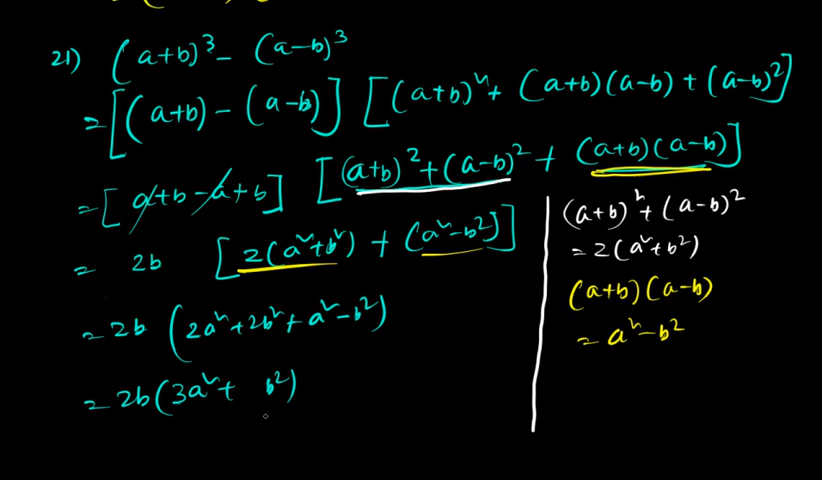 21) (a+b)³ - (a-b)³
= [(a+b) - (a-b)] [(a+b)² + (a+b)(a-b) + (a-b)²]
= [a+b-a+b] [(a+b)² + (a-b)² + (a+b)(a-b)]
= 2b [2(a²+b²) + (a²-b²)]
= 2b (2a²+2b²+a²-b²)
= 2b (3a²+ b²)
(a+b)² + (a-b)²
= 2(a²+b²)
(a+b)(a-b)
= a²-b²